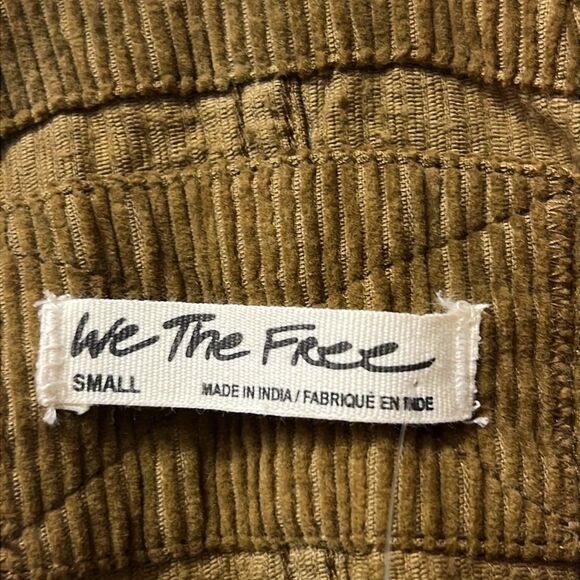 We The Free
SMALL MADE IN INDIA / FABRIQUÉ EN INDE